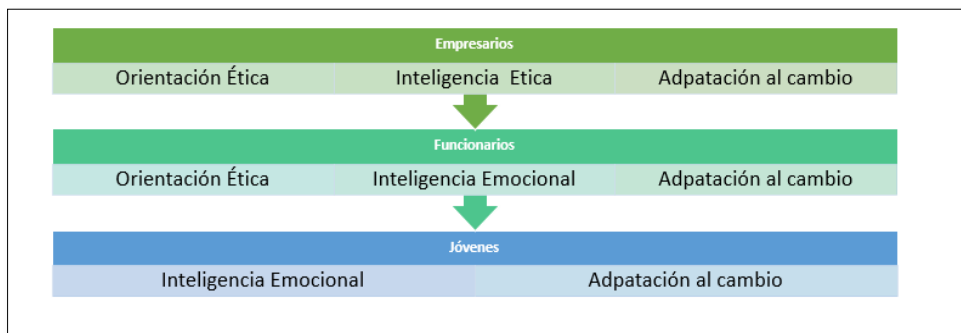 Empresarios
Orientación Ética Inteligencia Etica Adpatación al cambio
Funcionarios
Orientación Ética Inteligencia Emocional Adpatación al cambio
Jóvenes
Inteligencia Emocional Adpatación al cambio